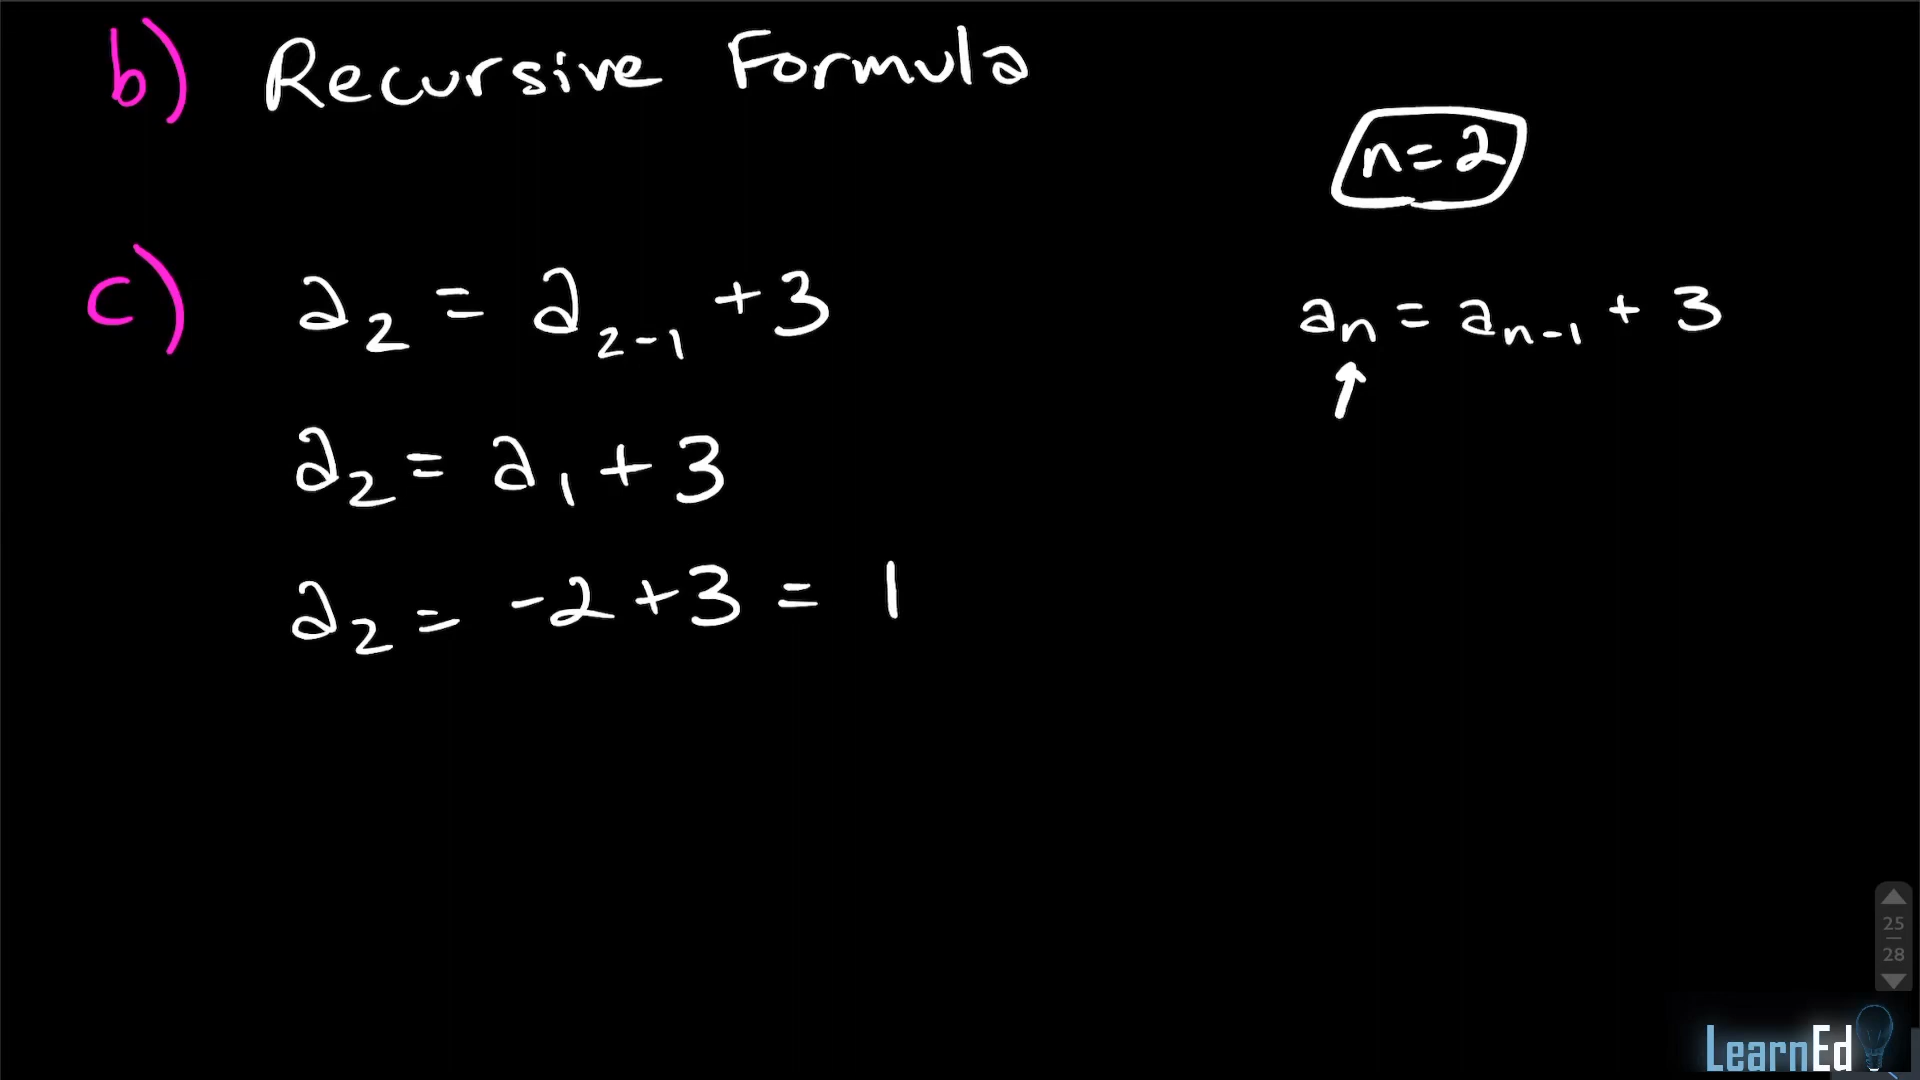 b) Recursive Formula
n=2
c) a₂ = a₂₋₁ +3
aₙ = aₙ₋₁ + 3
a₂ = a₁ + 3
a₂ = -2 +3 = 1
25
28
LearnEd